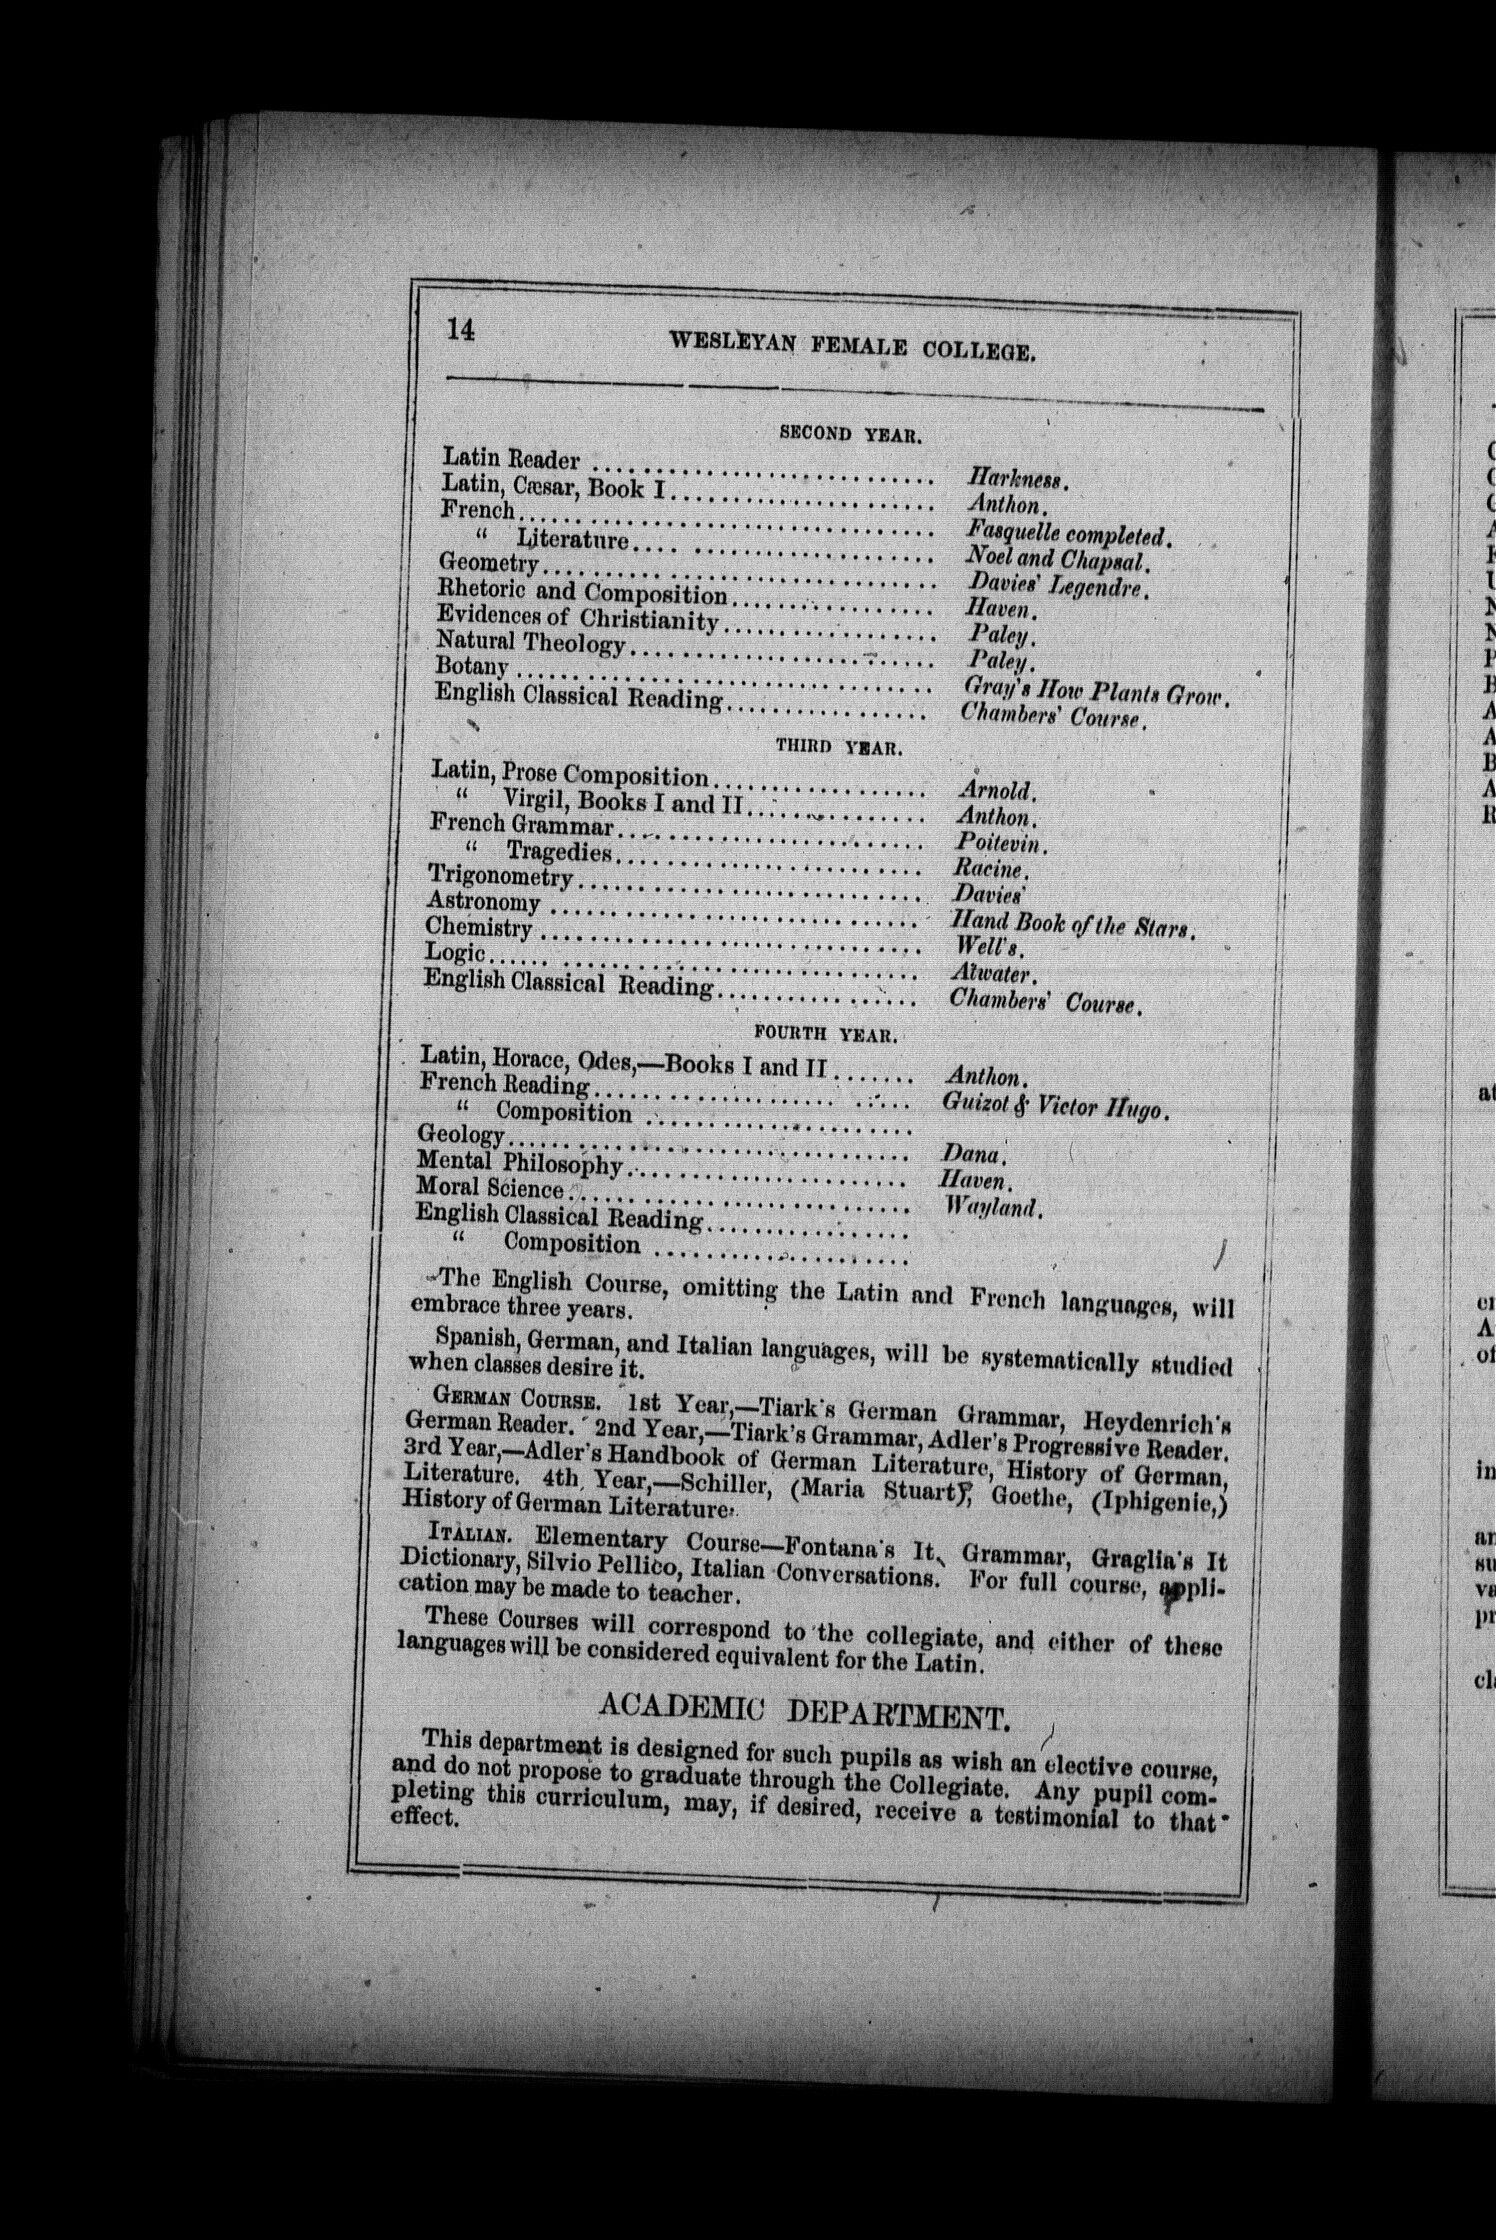 14 WESLEYAN FEMALE COLLEGE.
SECOND YEAR.
Latin Reader .......................... Harkness.
Latin, Cæsar, Book I.................... Anthon.
French................................ Fasquelle completed.
“ Literature.... ................... Noel and Chapsal.
Geometry.............................. Davies' Legendre.
Rhetoric and Composition................ Haven.
Evidences of Christianity................. Paley.
Natural Theology........................ Paley.
Botany ................................ Gray's How Plants Grow.
English Classical Reading................ Chambers' Course.
THIRD YEAR.
Latin, Prose Composition................. Arnold.
“ Virgil, Books I and II.............. Anthon.
French Grammar........................ Poitevin.
“ Tragedies........................ Racine.
Trigonometry........................... Davies'
Astronomy ............................ Hand Book of the Stars.
Chemistry ............................. Well's.
Logic...... ........................... Atwater.
English Classical Reading................ Chambers' Course.
FOURTH YEAR.
Latin, Horace, Odes,—Books I and II ....... Anthon.
French Reading......................... Guizot & Victor Hugo.
“ Composition .....................
Geology............................... Dana.
Mental Philosophy...................... Haven.
Moral Science.......................... Wayland.
English Classical Reading................
“ Composition ....................
The English Course, omitting the Latin and French languages, will
embrace three years.
Spanish, German, and Italian languages, will be systematically studied
when classes desire it.
GERMAN COURSE. 1st Year,—Tiark's German Grammar, Heydenrich's
German Reader. 2nd Year,—Tiark's Grammar, Adler's Progressive Reader.
3rd Year,—Adler's Handbook of German Literature, History of German,
Literature. 4th Year,—Schiller, (Maria Stuart), Goethe, (Iphigenie,)
History of German Literature.
ITALIAN. Elementary Course—Fontana's It. Grammar, Graglia's It
Dictionary, Silvio Pellico, Italian Conversations. For full course, appli-
cation may be made to teacher.
These Courses will correspond to the collegiate, and either of these
languages will be considered equivalent for the Latin.
ACADEMIC DEPARTMENT.
This department is designed for such pupils as wish an elective course,
and do not propose to graduate through the Collegiate. Any pupil com-
pleting this curriculum, may, if desired, receive a testimonial to that
effect.